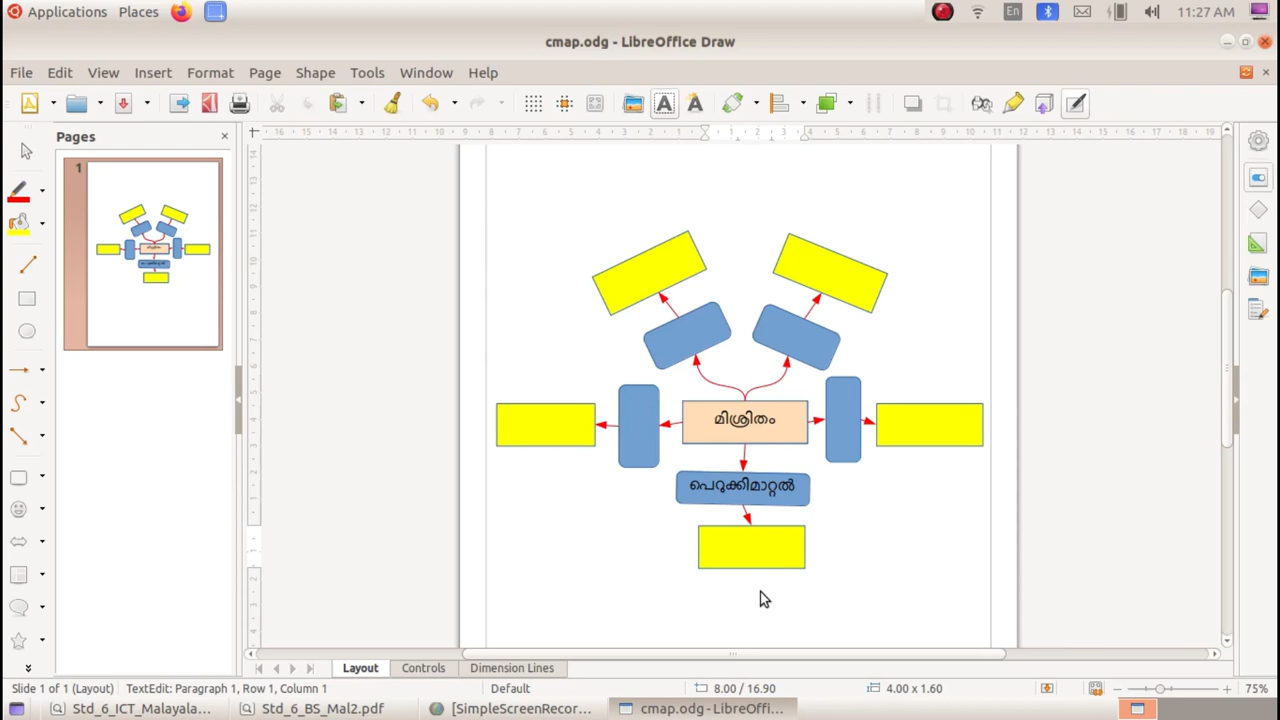 Applications Places En 11:27 AM
cmap.odg - LibreOffice Draw
File Edit View Insert Format Page Shape Tools Window Help
Pages
1
മിശ്രിതം
പെറുക്കിമാറ്റൽ
Layout Controls Dimension Lines
Slide 1 of 1 (Layout) TextEdit: Paragraph 1, Row 1, Column 1 Default 8.00 / 16.90 4.00 x 1.60 75%
Std_6_ICT_Malayala... Std_6_BS_Mal2.pdf [SimpleScreenRecor... cmap.odg - LibreOffi...